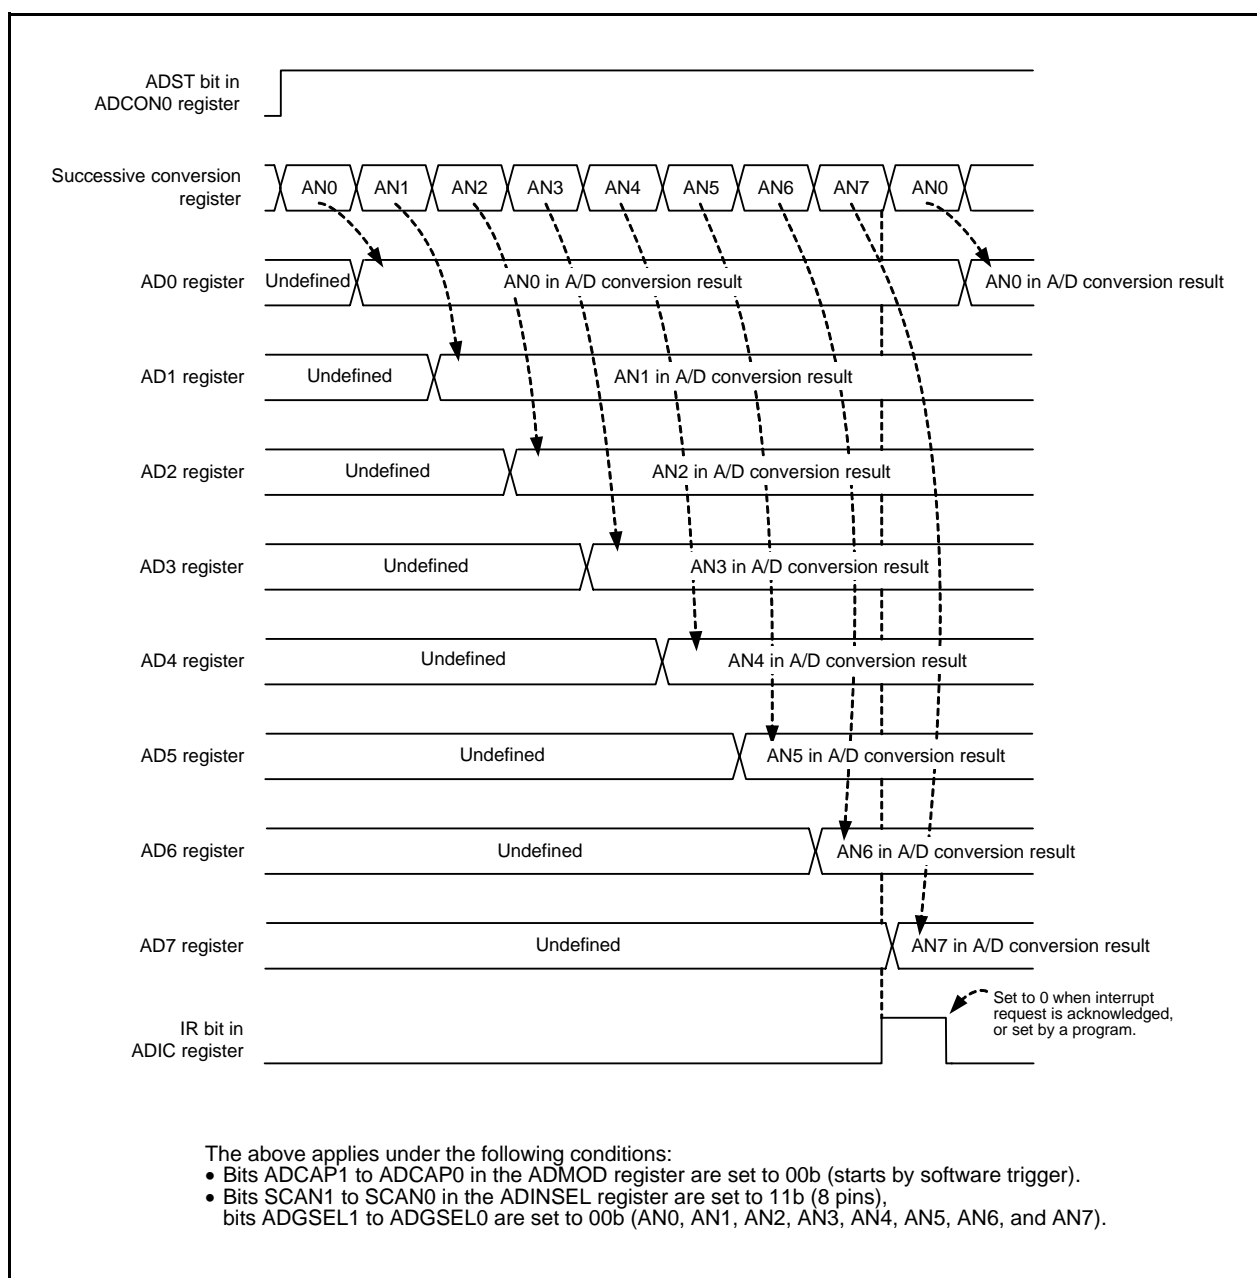 ADST bit in
ADCON0 register
Successive conversion
register
AN0 AN1 AN2 AN3 AN4 AN5 AN6 AN7 AN0
AD0 register
Undefined
AN0 in A/D conversion result
AN0 in A/D conversion result
AD1 register
Undefined
AN1 in A/D conversion result
AD2 register
Undefined
AN2 in A/D conversion result
AD3 register
Undefined
AN3 in A/D conversion result
AD4 register
Undefined
AN4 in A/D conversion result
AD5 register
Undefined
AN5 in A/D conversion result
AD6 register
Undefined
AN6 in A/D conversion result
AD7 register
Undefined
AN7 in A/D conversion result
IR bit in
ADIC register
Set to 0 when interrupt
request is acknowledged,
or set by a program.
The above applies under the following conditions:
• Bits ADCAP1 to ADCAP0 in the ADMOD register are set to 00b (starts by software trigger).
• Bits SCAN1 to SCAN0 in the ADINSEL register are set to 11b (8 pins),
bits ADGSEL1 to ADGSEL0 are set to 00b (AN0, AN1, AN2, AN3, AN4, AN5, AN6, and AN7).